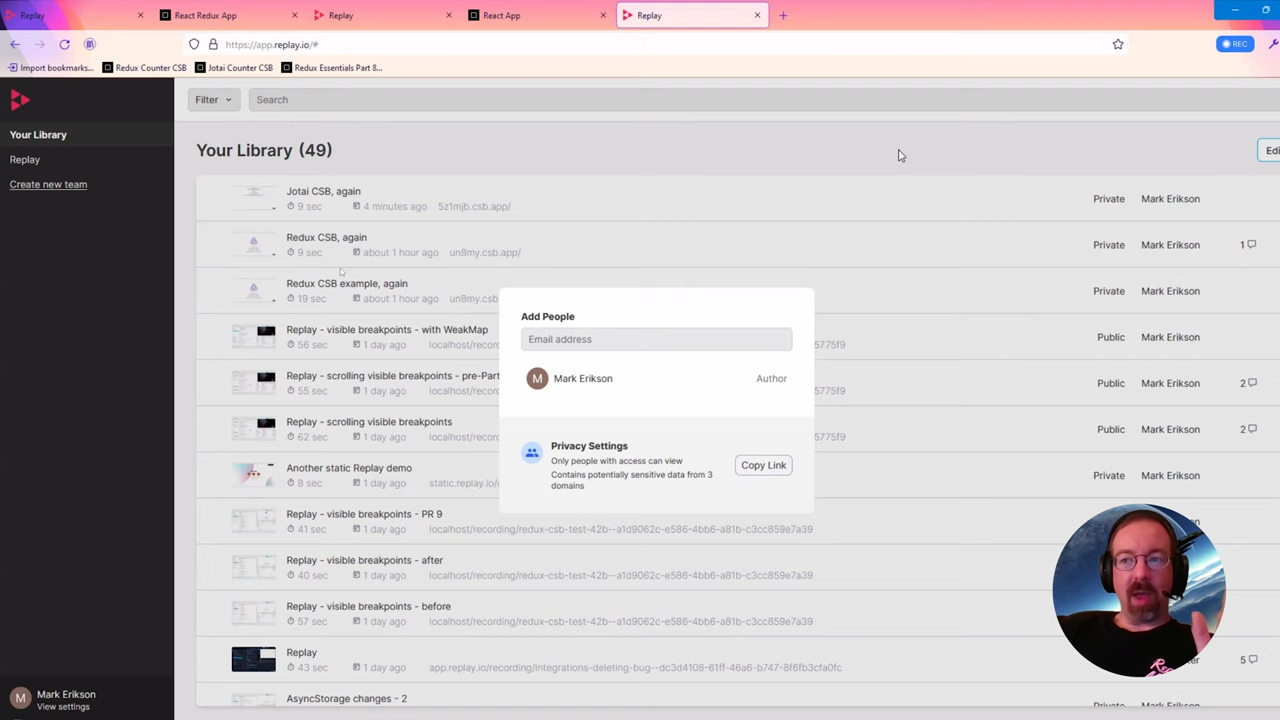 Replay
React Redux App
Replay
React App
Replay
https://app.replay.io/#
REC
Import bookmarks...
Redux Counter CSB
Jotai Counter CSB
Redux Essentials Part 8...
Your Library
Replay
Create new team
Filter
Search
Your Library (49)
Edi
Jotai CSB, again
9 sec 4 minutes ago 5z1mjb.csb.app/
Private Mark Erikson
Redux CSB, again
9 sec about 1 hour ago un8my.csb.app/
Private Mark Erikson 1
Redux CSB example, again
19 sec about 1 hour ago un8my.csb
Private Mark Erikson
Replay - visible breakpoints - with WeakMap
56 sec 1 day ago localhost/record 5775f9
Public Mark Erikson
Replay - scrolling visible breakpoints - pre-Part
55 sec 1 day ago localhost/record 5775f9
Public Mark Erikson 2
Replay - scrolling visible breakpoints
62 sec 1 day ago localhost/record 5775f9
Public Mark Erikson 2
Another static Replay demo
8 sec 1 day ago static.replay.io/
Private Mark Erikson
Replay - visible breakpoints - PR 9
41 sec 1 day ago localhost/recording/redux-csb-test-42b--a1d9062c-e586-4bb6-a81b-c3cc859e7a39
Replay - visible breakpoints - after
40 sec 1 day ago localhost/recording/redux-csb-test-42b--a1d9062c-e586-4bb6-a81b-c3cc859e7a39
Replay - visible breakpoints - before
57 sec 1 day ago localhost/recording/redux-csb-test-42b--a1d9062c-e586-4bb6-a81b-c3cc859e7a39
Replay
43 sec 1 day ago app.replay.io/recording/integrations-deleting-bug--dc3d4108-61ff-46a6-b747-8f6fb3cfa0fc
5
AsyncStorage changes - 2
Add People
Email address
M Mark Erikson Author
Privacy Settings
Only people with access can view
Contains potentially sensitive data from 3
domains
Copy Link
M Mark Erikson
View settings